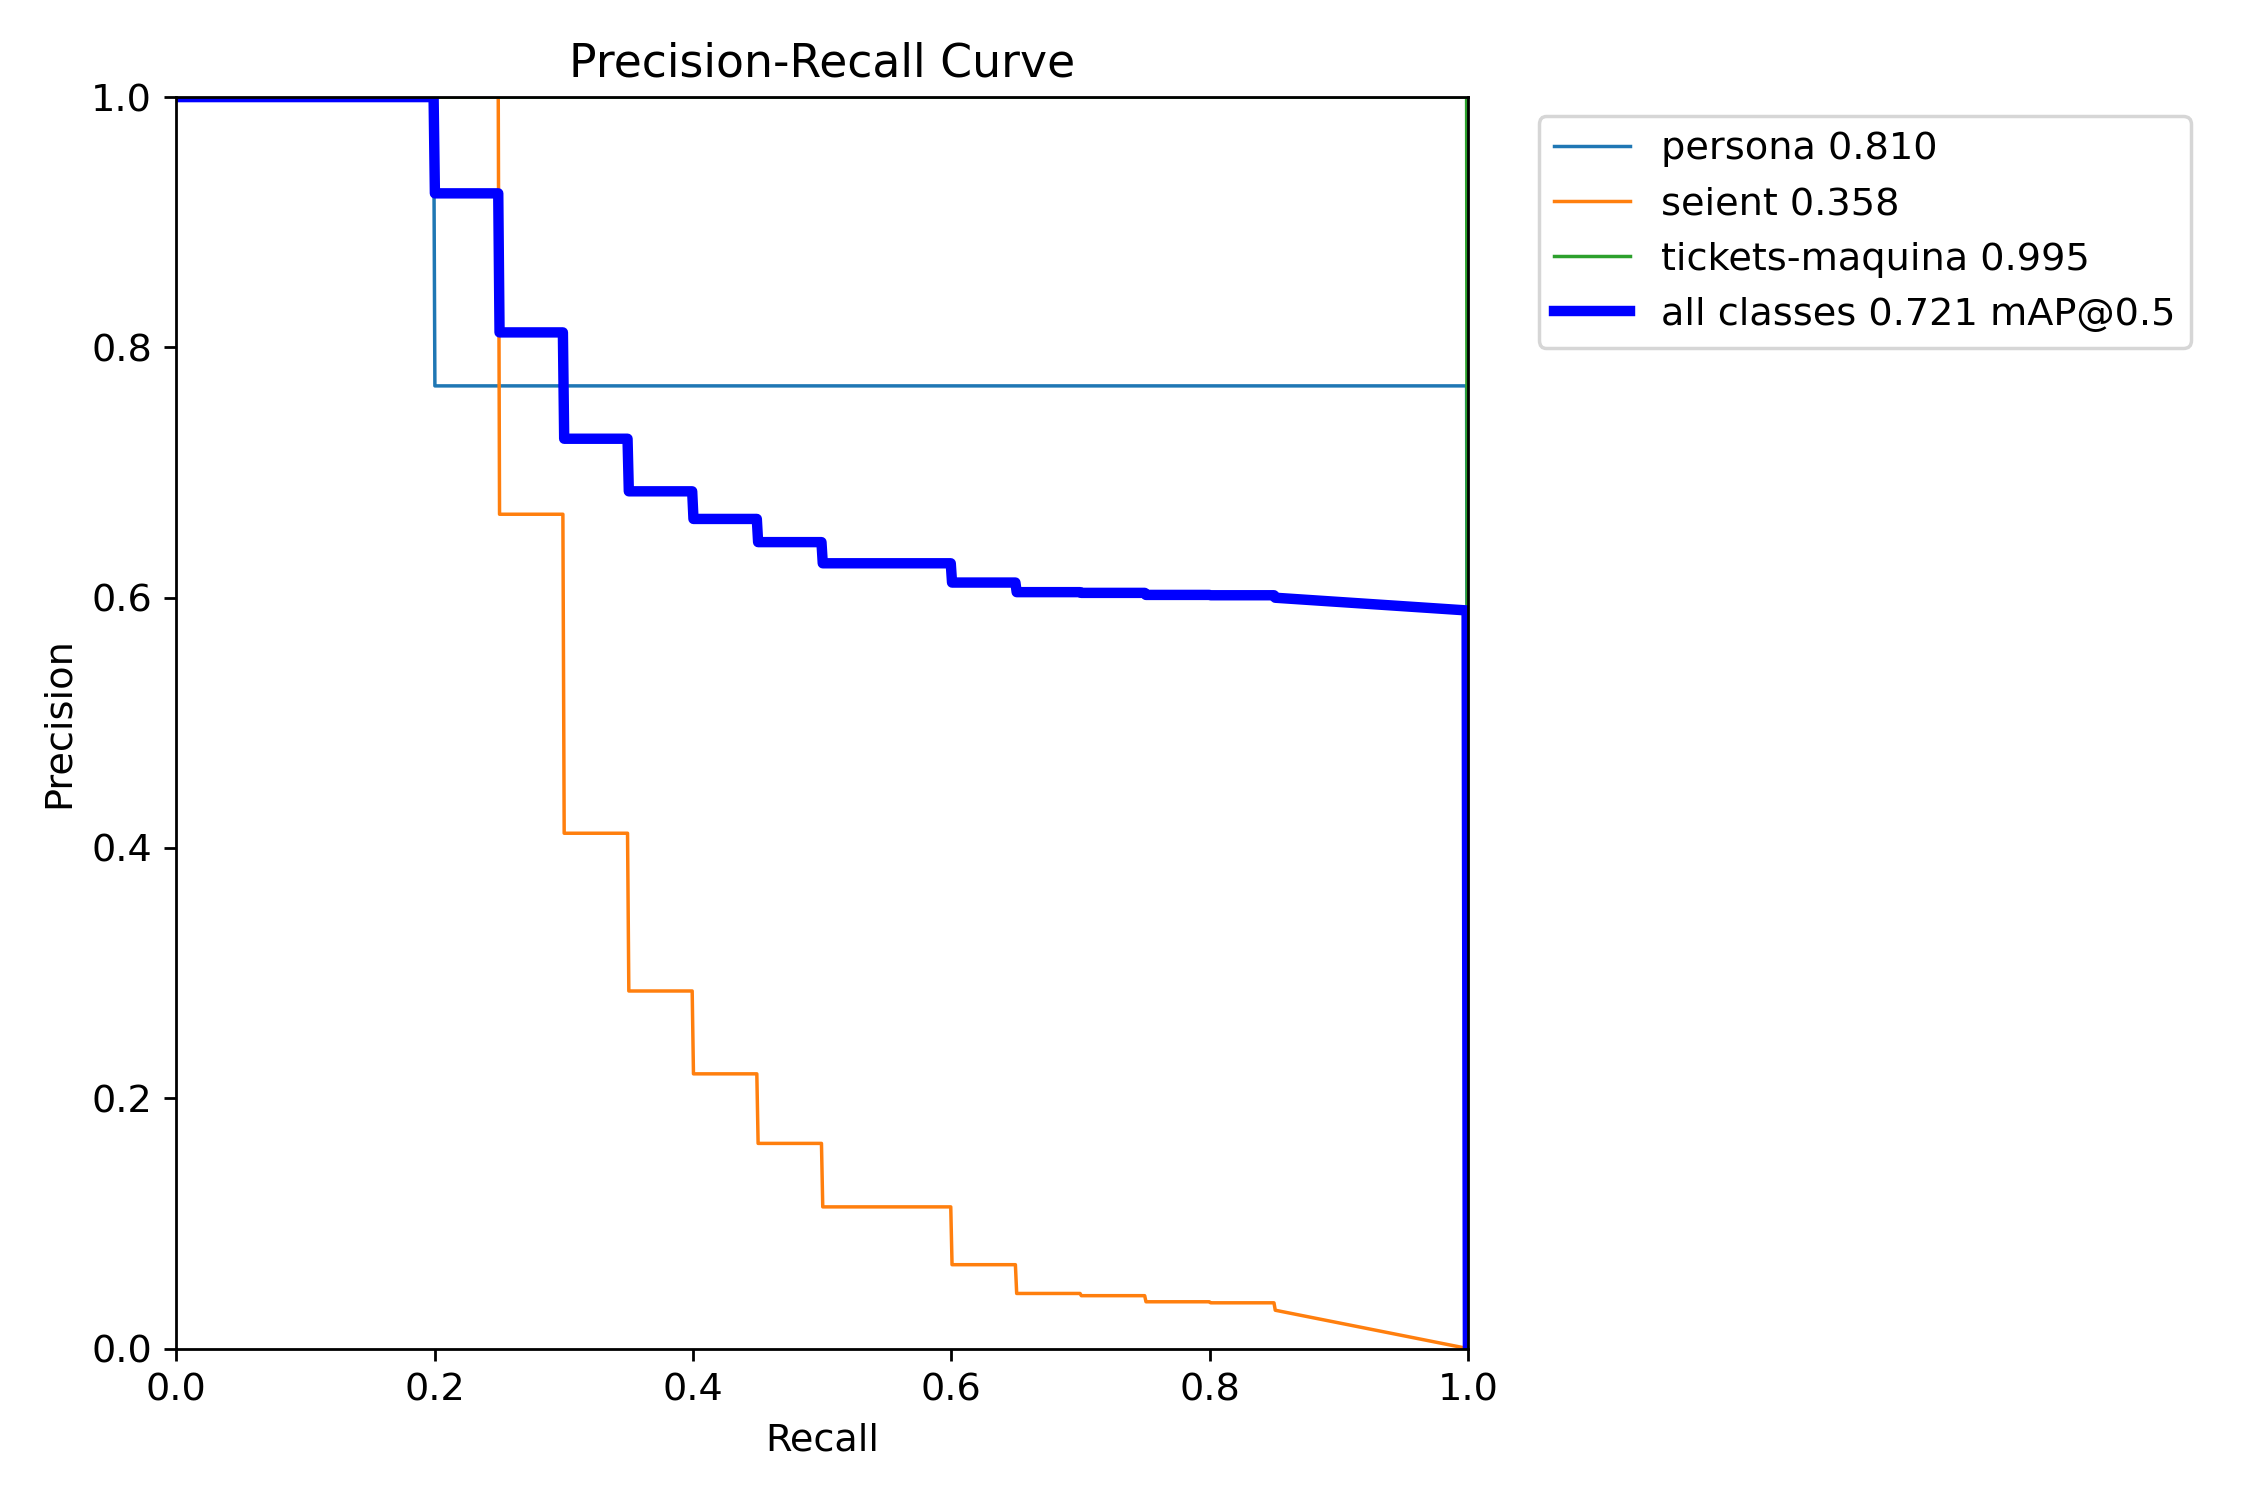 Precision-Recall Curve
1.0
0.8
0.6
0.4
0.2
0.0
Precision
0.0 0.2 0.4 0.6 0.8 1.0
Recall
persona 0.810
seient 0.358
tickets-maquina 0.995
all classes 0.721 mAP@0.5